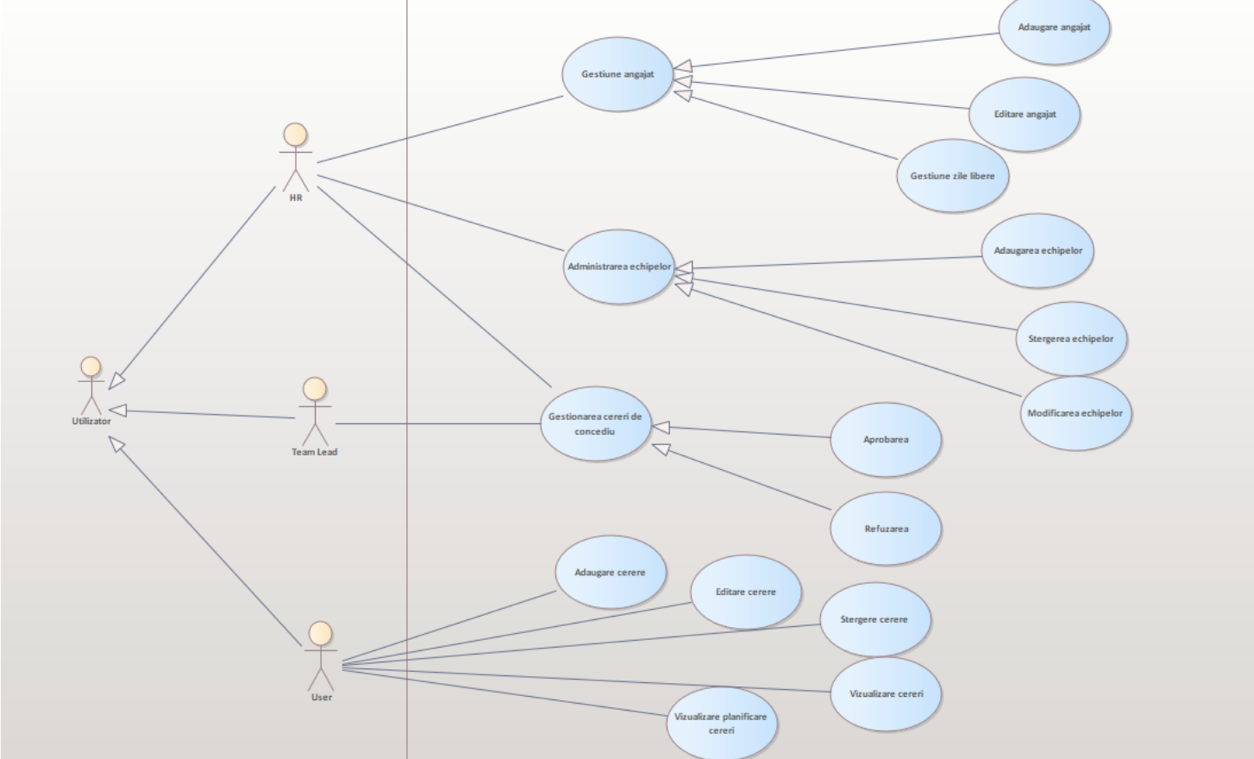 Adaugare angajat
Gestiune angajat
Editare angajat
Gestiune zile libere
HR
Adaugarea echipelor
Administrarea echipelor
Stergerea echipelor
Utilizator
Modificarea echipelor
Gestionarea cereri de
concediu
Team Lead
Aprobarea
Refuzarea
Adaugare cerere
Editare cerere
Stergere cerere
User
Vizualizare cereri
Vizualizare planificare
cereri